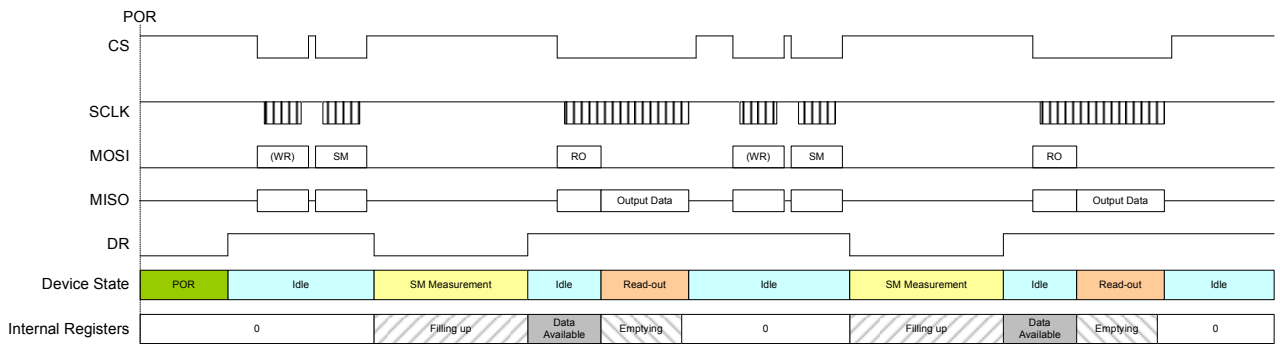 POR
CS
SCLK
MOSI (WR) SM RO (WR) SM RO
MISO Output Data Output Data
DR
Device State POR Idle SM Measurement Idle Read-out Idle SM Measurement Idle Read-out Idle
Internal Registers 0 Filling up Data Available Emptying 0 Filling up Data Available Emptying 0